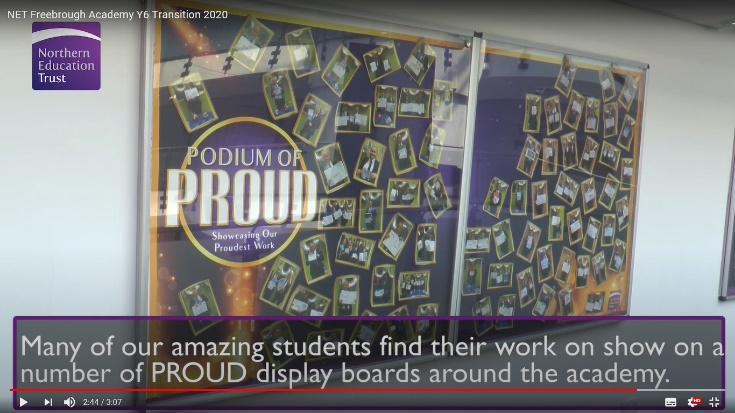 NET Freebrough Academy Y6 Transition 2020
Northern
Education
Trust
PODIUM OF
PROUD
Showcasing Our
Proudest Work
Many of our amazing students find their work on show on a
number of PROUD display boards around the academy.
2:44 / 3:07
HD